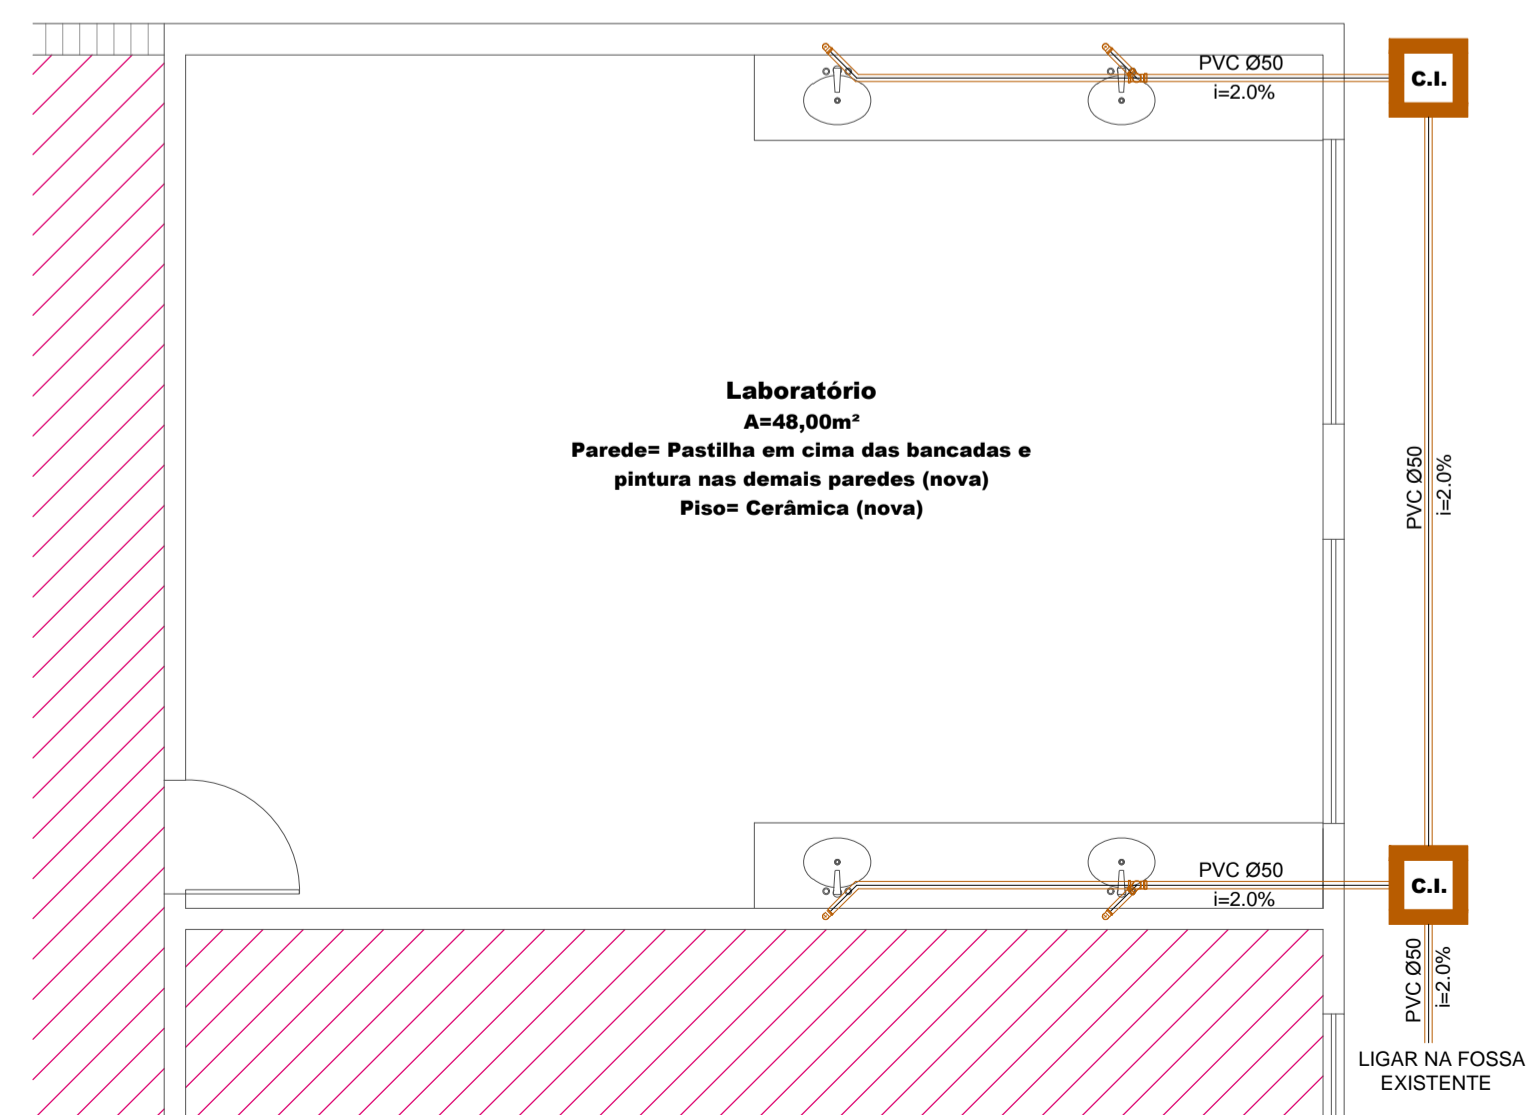 PVC Ø50
i=2.0%
C.I.
Laboratório
A=48,00m²
Parede= Pastilha em cima das bancadas e
pintura nas demais paredes (nova)
Piso= Cerâmica (nova)
PVC Ø50
i=2.0%
PVC Ø50
i=2.0%
C.I.
PVC Ø50
i=2.0%
LIGAR NA FOSSA
EXISTENTE